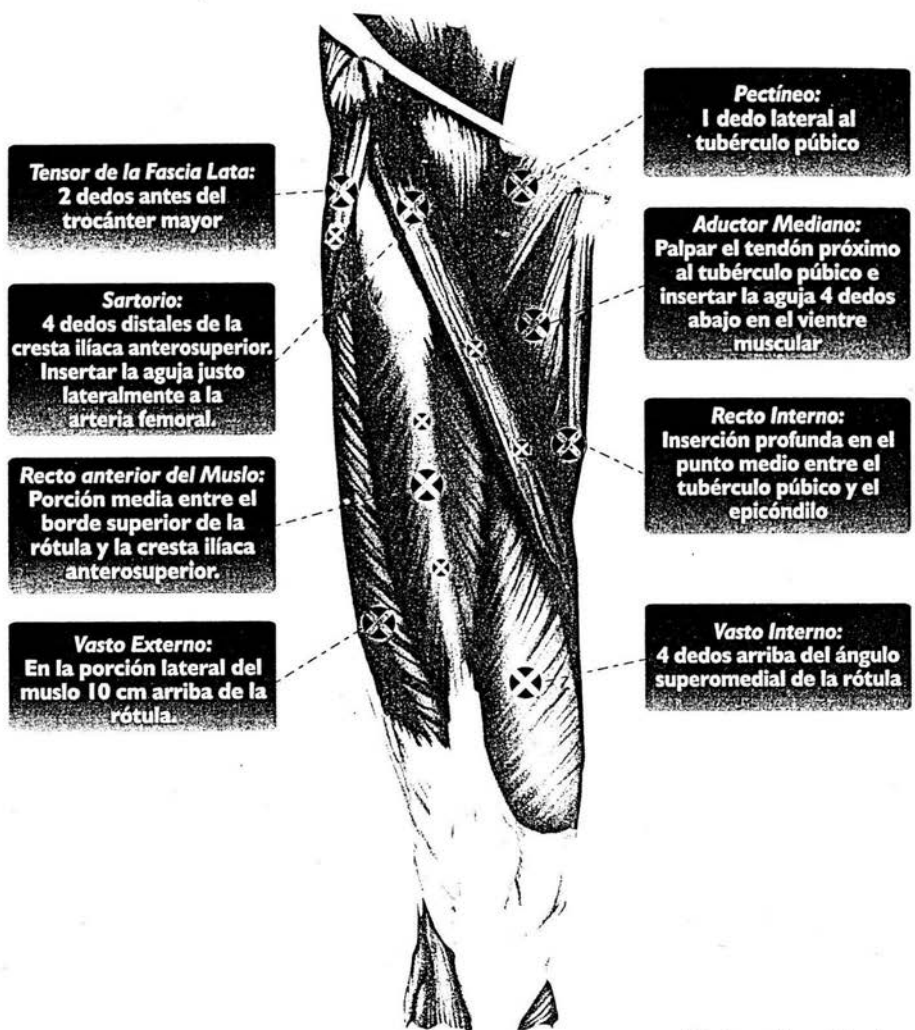 Tensor de la Fascia Lata:
2 dedos antes del
trocánter mayor
Sartorio:
4 dedos distales de la
cresta ilíaca anterosuperior.
Insertar la aguja justo
lateralmente a la
arteria femoral.
Recto anterior del Muslo:
Porción media entre el
borde superior de la
rótula y la cresta ilíaca
anterosuperior.
Vasto Externo:
En la porción lateral del
muslo 10 cm arriba de la
rótula.
Pectíneo:
1 dedo lateral al
tubérculo púbico
Aductor Mediano:
Palpar el tendón próximo
al tubérculo púbico e
insertar la aguja 4 dedos
abajo en el vientre
muscular
Recto Interno:
Inserción profunda en el
punto medio entre el
tubérculo púbico y el
epicóndilo
Vasto Interno:
4 dedos arriba del ángulo
superomedial de la rótula